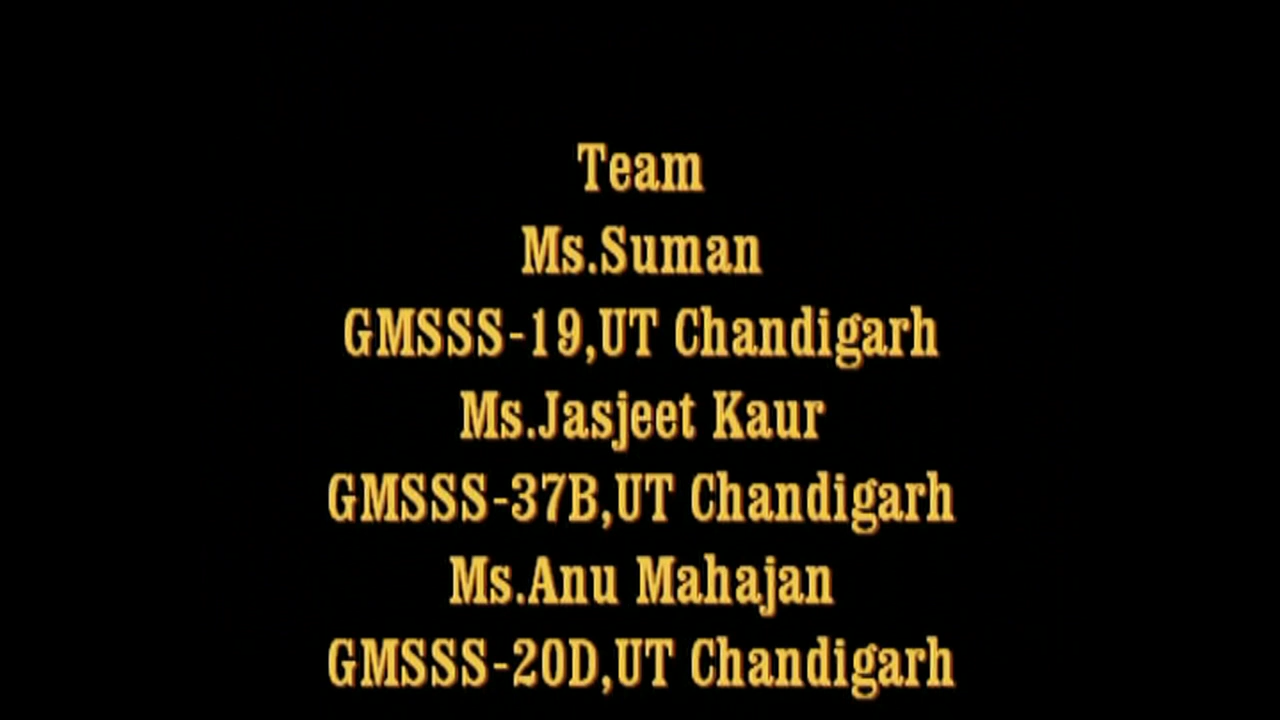 Team
Ms.Suman
GMSSS-19,UT Chandigarh
Ms.Jasjeet Kaur
GMSSS-37B,UT Chandigarh
Ms.Anu Mahajan
GMSSS-20D,UT Chandigarh